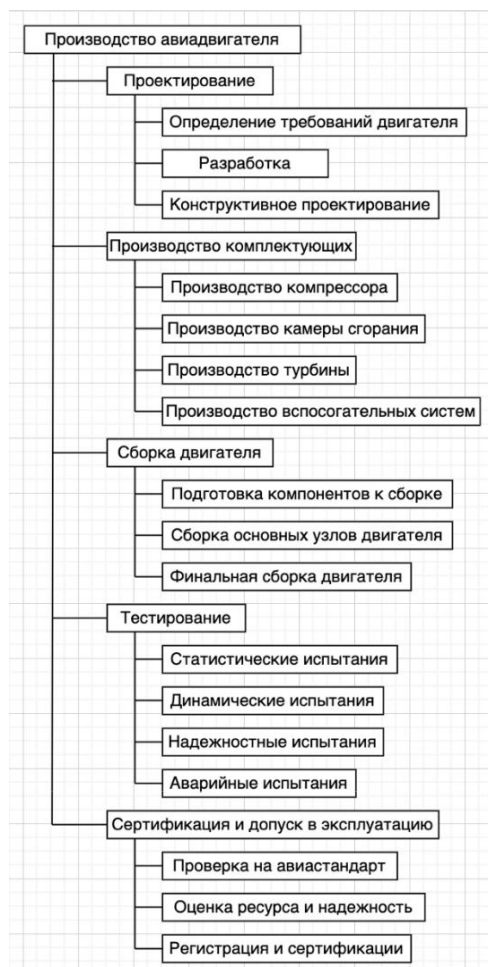 Производство авиадвигателя
Проектирование
Определение требований двигателя
Разработка
Конструктивное проектирование
Производство комплектующих
Производство компрессора
Производство камеры сгорания
Производство турбины
Производство вспосогательных систем
Сборка двигателя
Подготовка компонентов к сборке
Сборка основных узлов двигателя
Финальная сборка двигателя
Тестирование
Статистические испытания
Динамические испытания
Надежностные испытания
Аварийные испытания
Сертификация и допуск в эксплуатацию
Проверка на авиастандарт
Оценка ресурса и надежность
Регистрация и сертификации